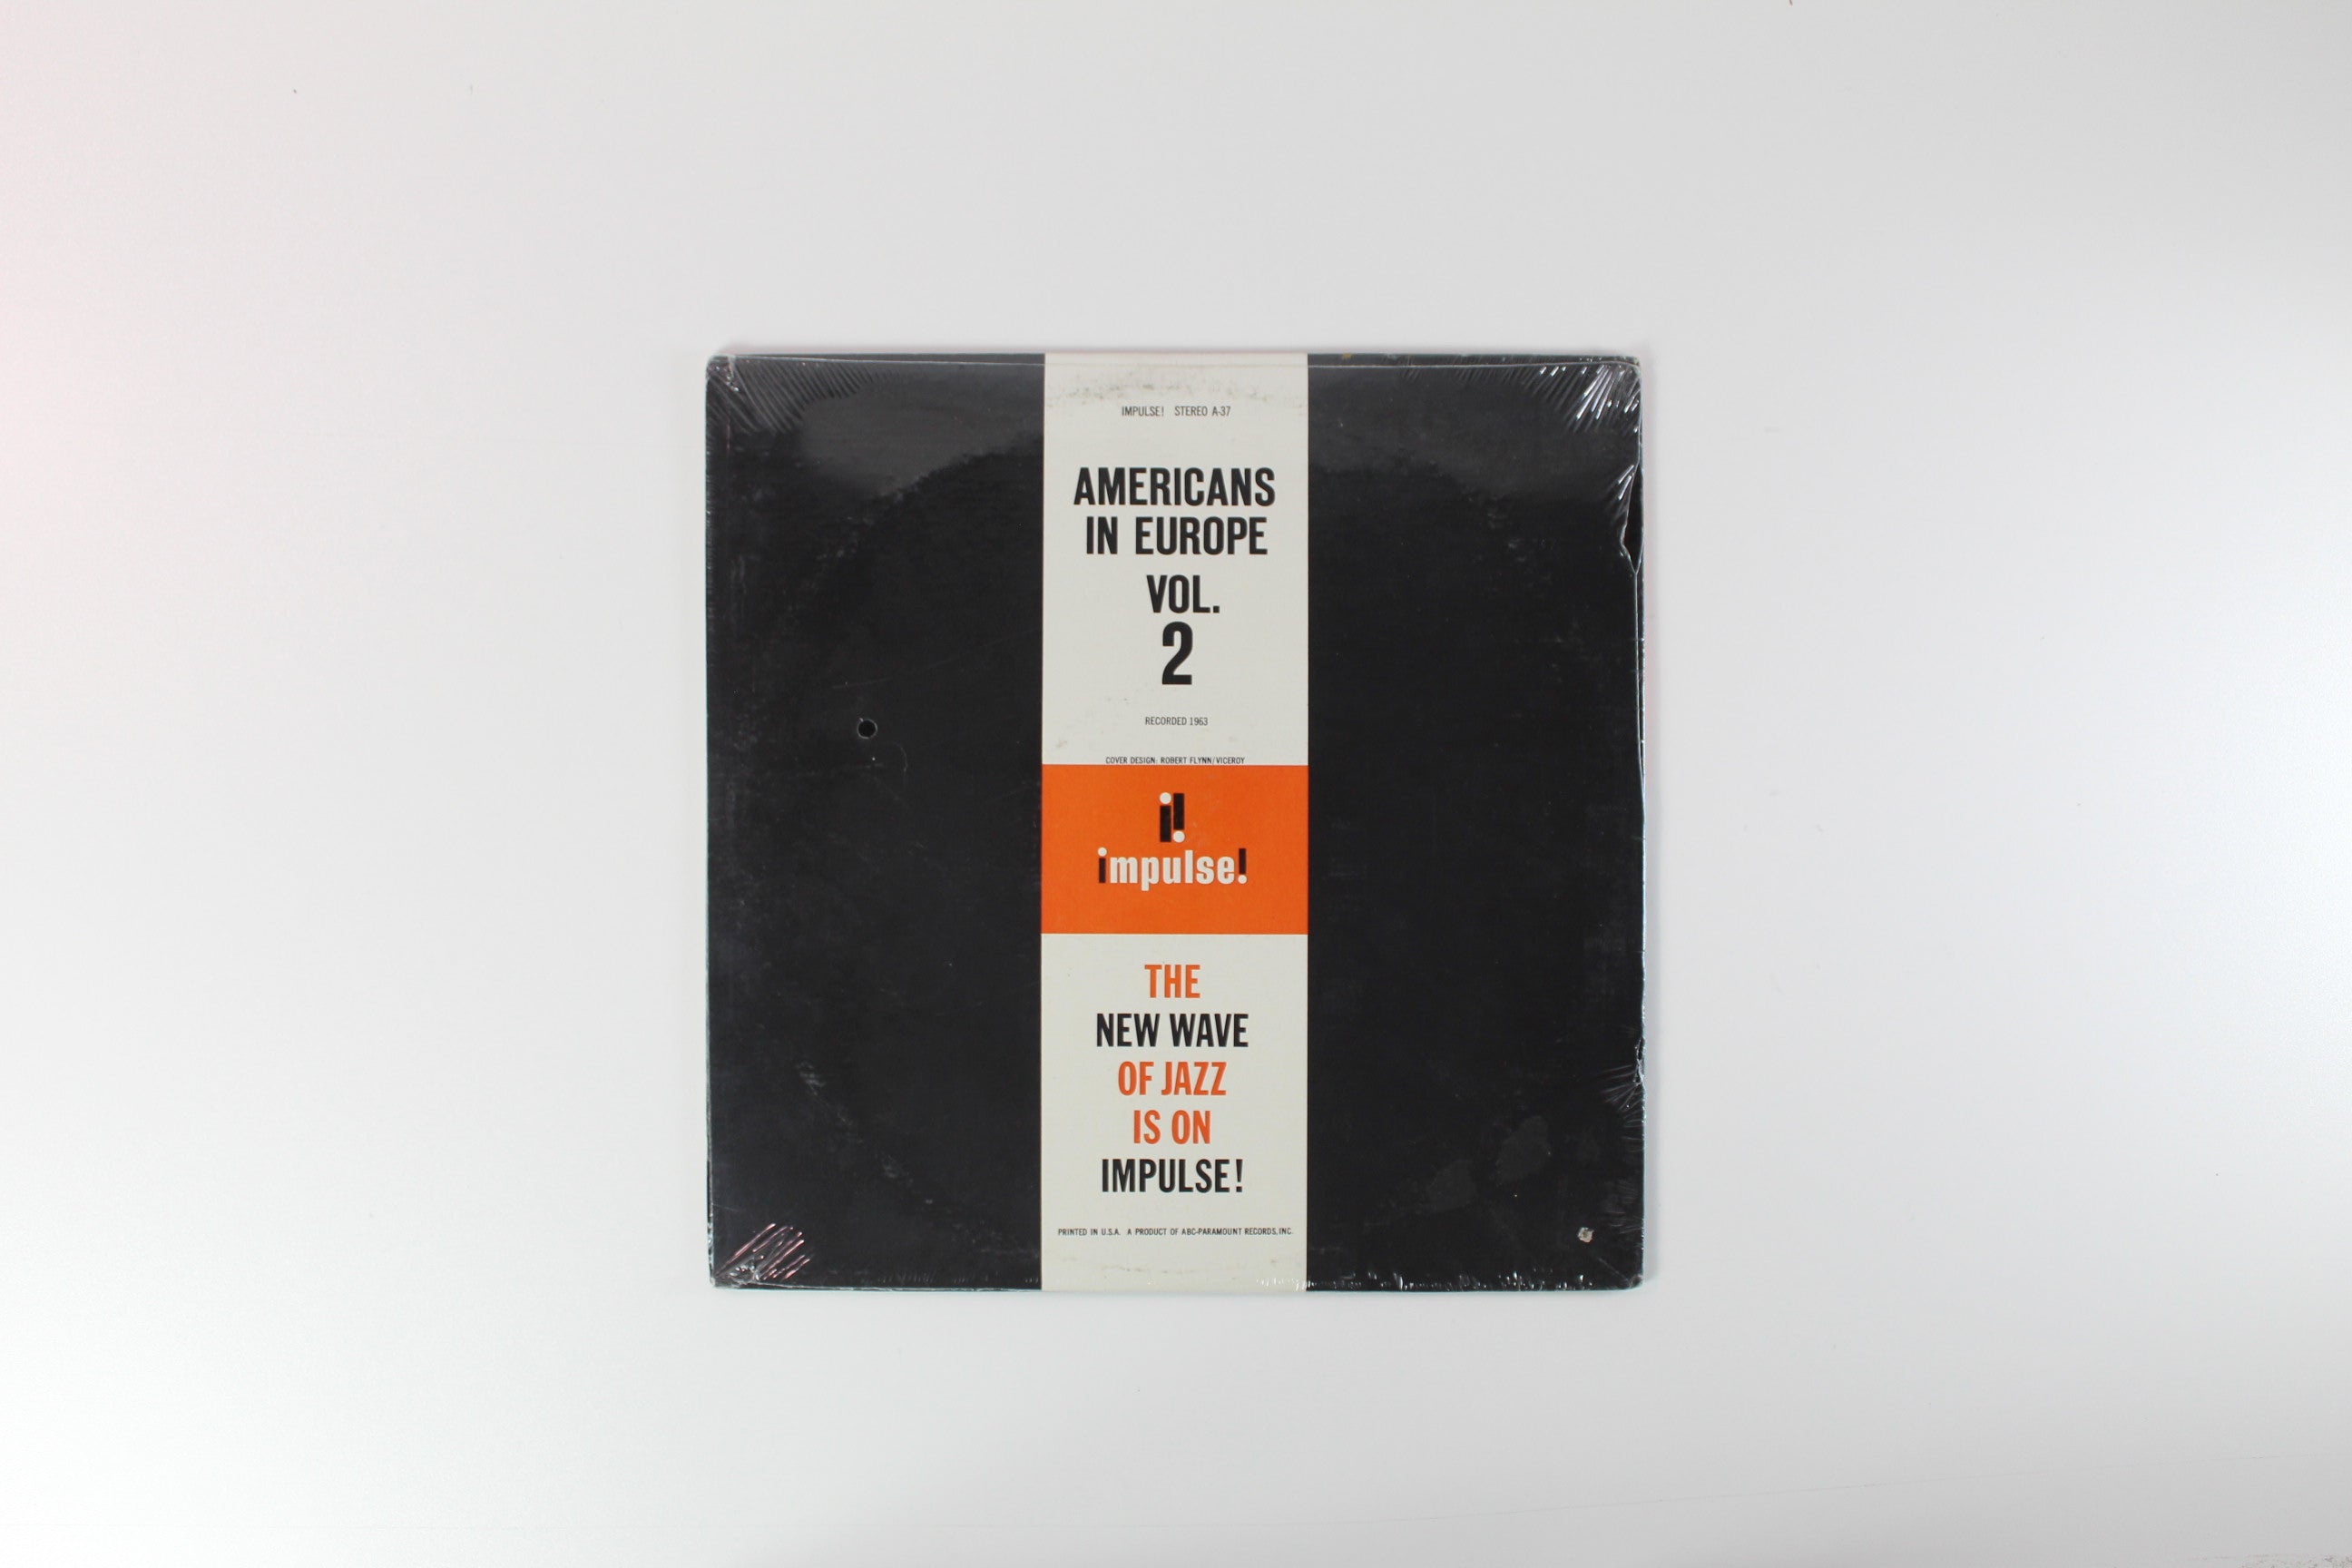 IMPULSE! STEREO A-37
AMERICANS
IN EUROPE
VOL.
2
RECORDED 1963
COVER DESIGN: ROBERT FLYNN/VICEROY
i!
impulse!
THE
NEW WAVE
OF JAZZ
IS ON
IMPULSE!
PRINTED IN U.S.A. A PRODUCT OF ABC-PARAMOUNT RECORDS, INC.